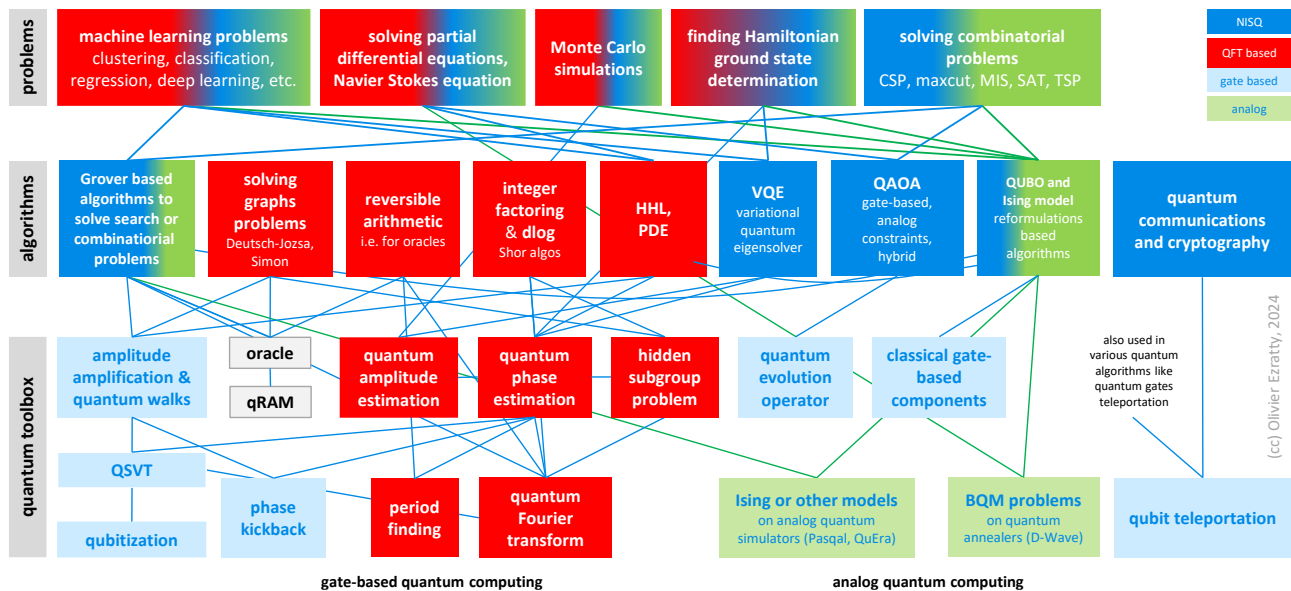 problems
machine learning problems
clustering, classification,
regression, deep learning, etc.
solving partial
differential equations,
Navier Stokes equation
Monte Carlo
simulations
finding Hamiltonian
ground state
determination
solving combinatorial
problems
CSP, maxcut, MIS, SAT, TSP
NISQ
QFT based
gate based
analog
algorithms
Grover based
algorithms to
solve search or
combinatiorial
problems
solving
graphs
problems
Deutsch-Jozsa,
Simon
reversible
arithmetic
i.e. for oracles
integer
factoring
& dlog
Shor algos
HHL,
PDE
VQE
variational
quantum
eigensolver
QAOA
gate-based,
analog
constraints,
hybrid
QUBO and
Ising model
reformulations
based
algorithms
quantum
communications
and cryptography
quantum toolbox
amplitude
amplification &
quantum walks
oracle
qRAM
quantum
amplitude
estimation
quantum
phase
estimation
hidden
subgroup
problem
quantum
evolution
operator
classical gate-
based
components
also used in
various quantum
algorithms like
quantum gates
teleportation
QSVT
qubitization
phase
kickback
period
finding
quantum
Fourier
transform
Ising or other models
on analog quantum
simulators (Pasqal, QuEra)
BQM problems
on quantum
annealers (D-Wave)
qubit teleportation
gate-based quantum computing
analog quantum computing
(cc) Olivier Ezratty, 2024